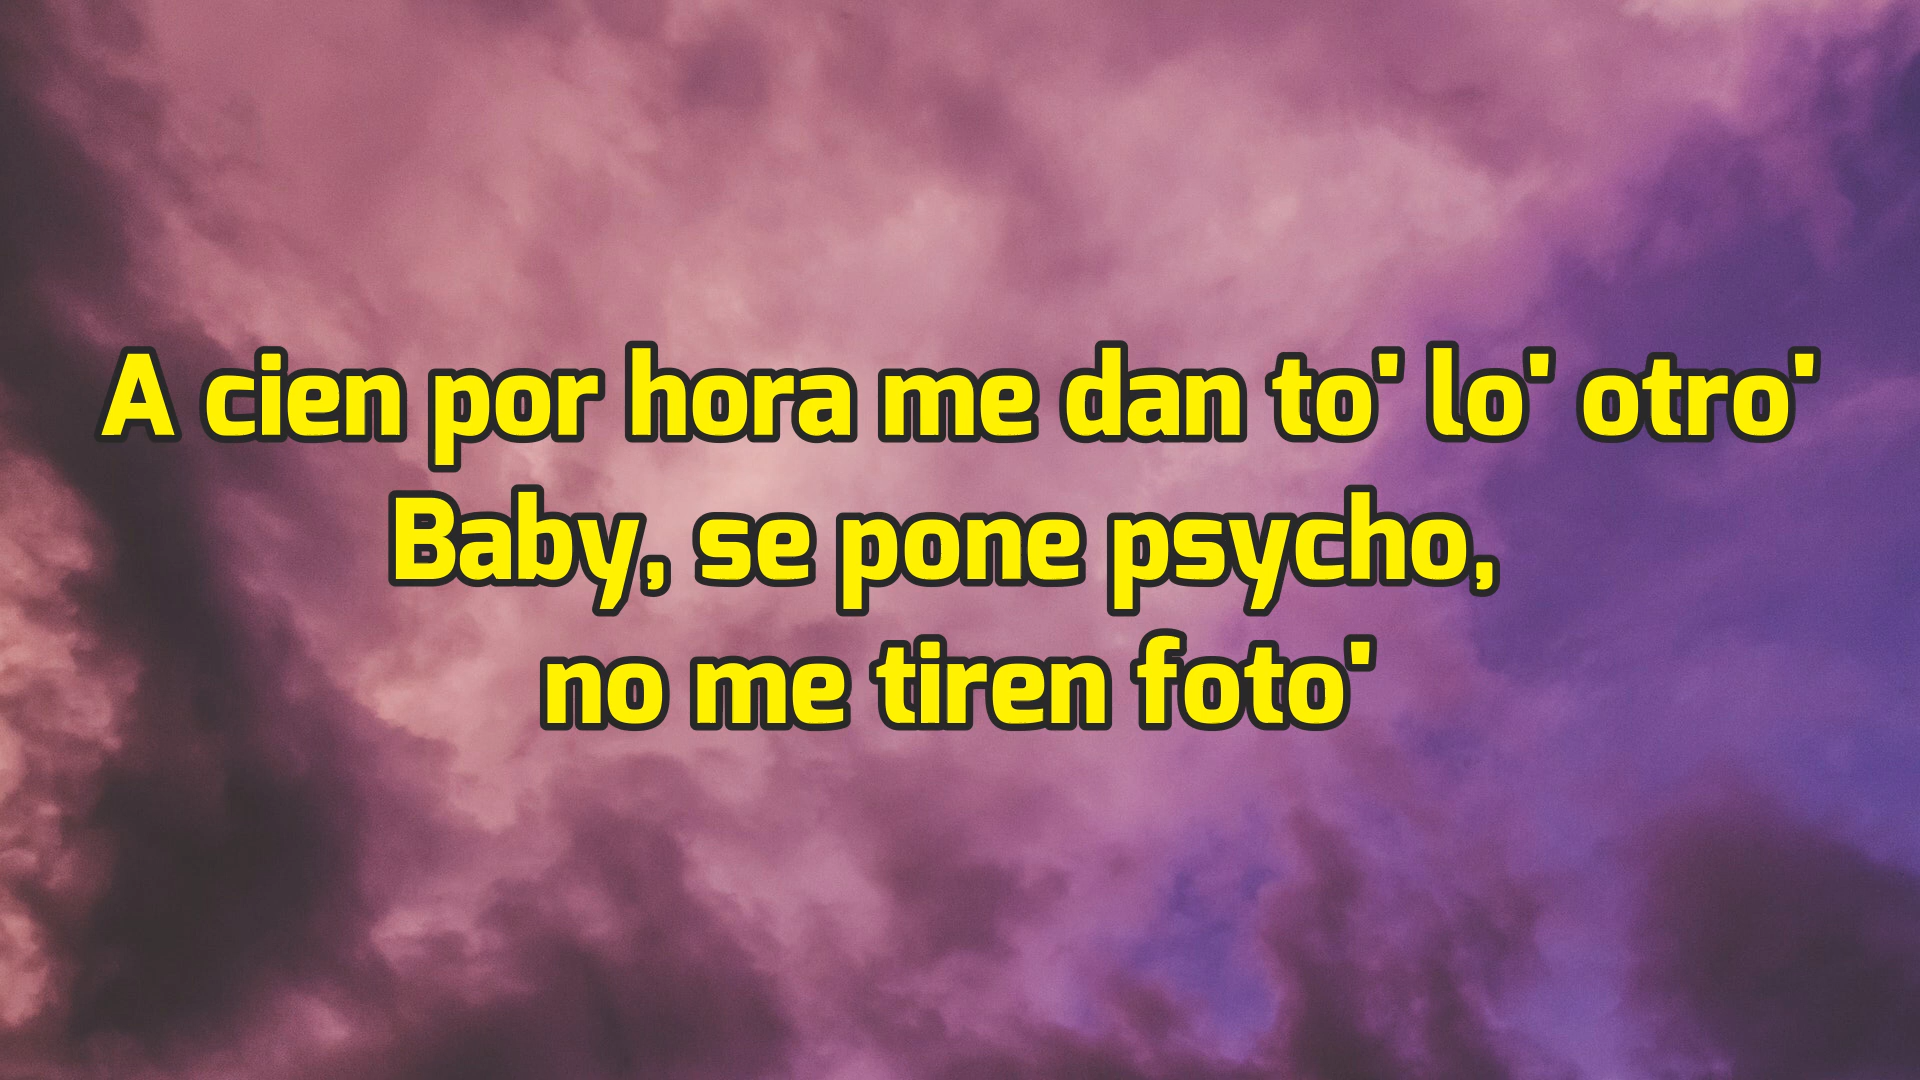 A cien por hora me dan to' lo' otro'
Baby, se pone psycho,
no me tiren foto'